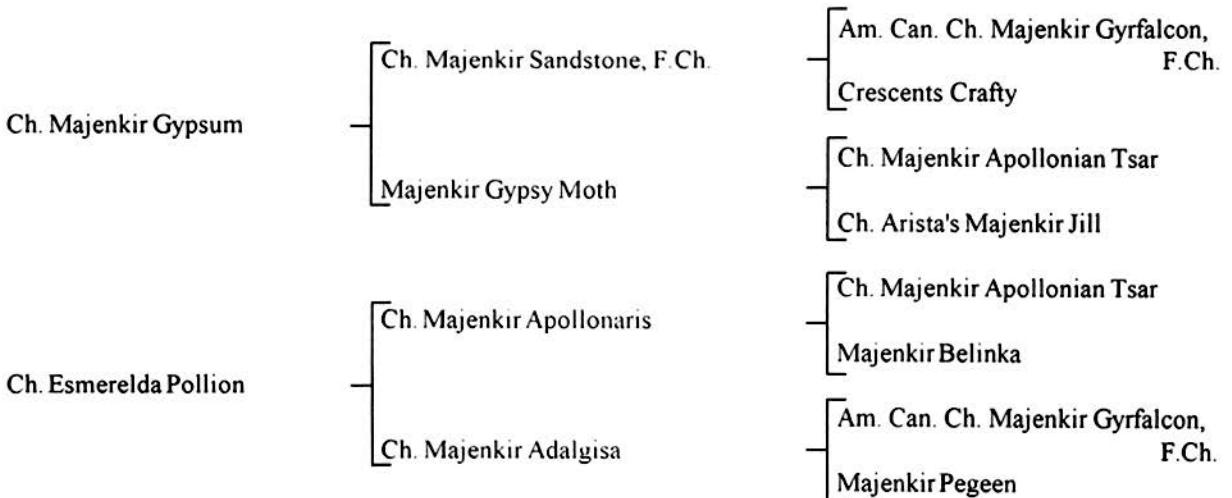 Am. Can. Ch. Majenkir Gyrfalcon,
F.Ch.
Ch. Majenkir Sandstone, F.Ch.
Crescents Crafty
Ch. Majenkir Gypsum
Ch. Majenkir Apollonian Tsar
Majenkir Gypsy Moth
Ch. Arista's Majenkir Jill
Ch. Majenkir Apollonian Tsar
Ch. Majenkir Apollonaris
Majenkir Belinka
Ch. Esmerelda Pollion
Am. Can. Ch. Majenkir Gyrfalcon,
F.Ch.
Ch. Majenkir Adalgisa
Majenkir Pegeen